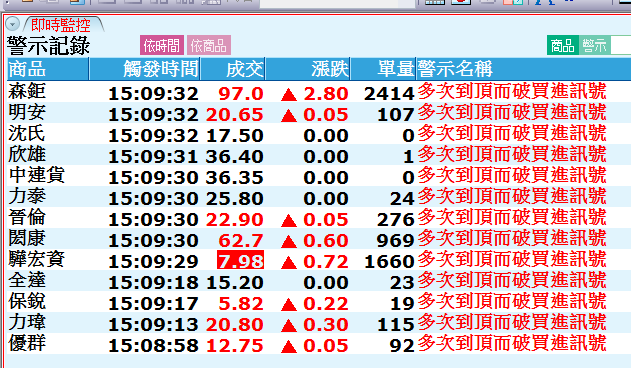 即時監控
警示記錄 依時間 依商品 商品 警示
商品 觸發時間 成交 漲跌 單量 警示名稱
森鉅 15:09:32 97.0 ▲ 2.80 2414 多次到頂而破買進訊號
明安 15:09:32 20.65 ▲ 0.05 107 多次到頂而破買進訊號
沈氏 15:09:32 17.50 0.00 0 多次到頂而破買進訊號
欣雄 15:09:31 36.40 0.00 1 多次到頂而破買進訊號
中連貨 15:09:30 36.35 0.00 0 多次到頂而破買進訊號
力泰 15:09:30 25.80 0.00 24 多次到頂而破買進訊號
晉倫 15:09:30 22.90 ▲ 0.05 276 多次到頂而破買進訊號
閎康 15:09:30 62.7 ▲ 0.60 969 多次到頂而破買進訊號
驊宏資 15:09:29 7.98 ▲ 0.72 1660 多次到頂而破買進訊號
全達 15:09:18 15.20 0.00 23 多次到頂而破買進訊號
保銳 15:09:17 5.82 ▲ 0.22 19 多次到頂而破買進訊號
力瑋 15:09:13 20.80 ▲ 0.30 115 多次到頂而破買進訊號
優群 15:08:58 12.75 ▲ 0.05 92 多次到頂而破買進訊號